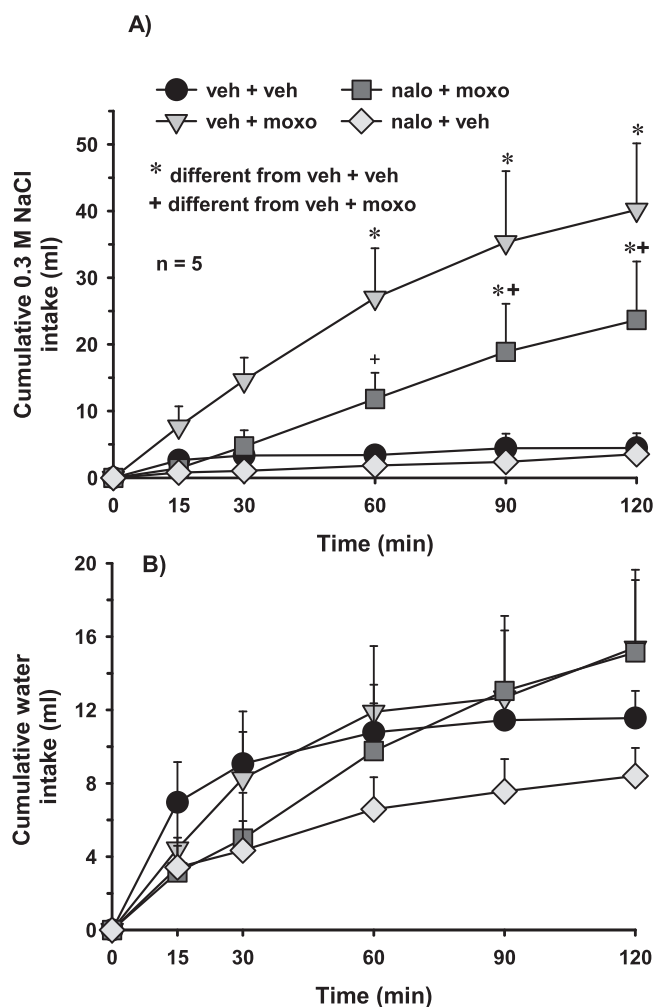 A)
veh + veh
nalo + moxo
veh + moxo
nalo + veh
* different from veh + veh
+ different from veh + moxo
n = 5
Cumulative 0.3 M NaCl
intake (ml)
50
40
30
20
10
0
*
*
*
+
*+
*+
0 15 30 60 90 120
Time (min)
B)
Cumulative water
intake (ml)
20
16
12
8
4
0
0 15 30 60 90 120
Time (min)